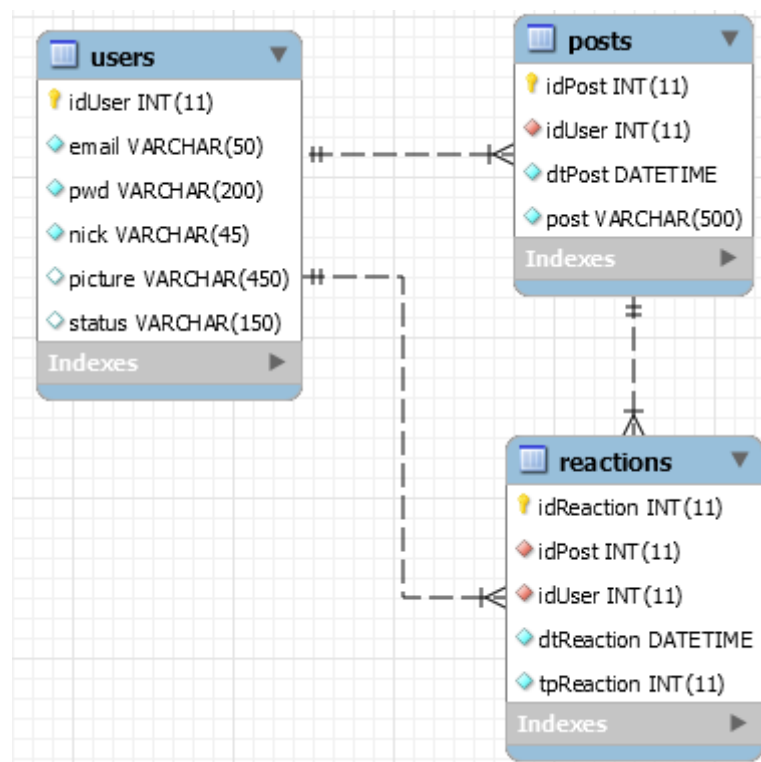 users
idUser INT(11)
email VARCHAR(50)
pwd VARCHAR(200)
nick VARCHAR(45)
picture VARCHAR(450)
status VARCHAR(150)
Indexes
posts
idPost INT(11)
idUser INT(11)
dtPost DATETIME
post VARCHAR(500)
Indexes
reactions
idReaction INT(11)
idPost INT(11)
idUser INT(11)
dtReaction DATETIME
tpReaction INT(11)
Indexes